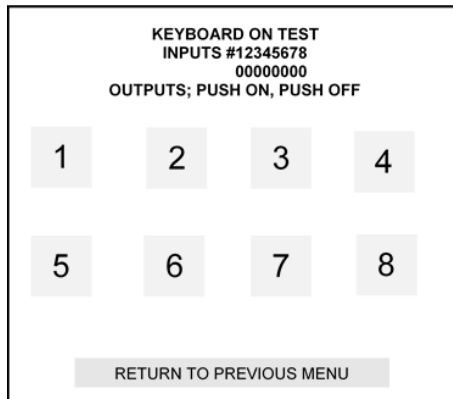 KEYBOARD ON TEST
INPUTS #12345678
00000000
OUTPUTS; PUSH ON, PUSH OFF
1 2 3 4
5 6 7 8
RETURN TO PREVIOUS MENU